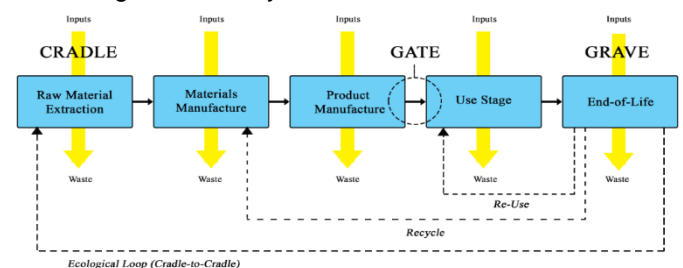 Inputs Inputs Inputs Inputs Inputs
CRADLE GATE GRAVE
Raw Material Extraction
Materials Manufacture
Product Manufacture
Use Stage
End-of-Life
Waste Waste Waste Waste Waste
Re-Use
Recycle
Ecological Loop (Cradle-to-Cradle)